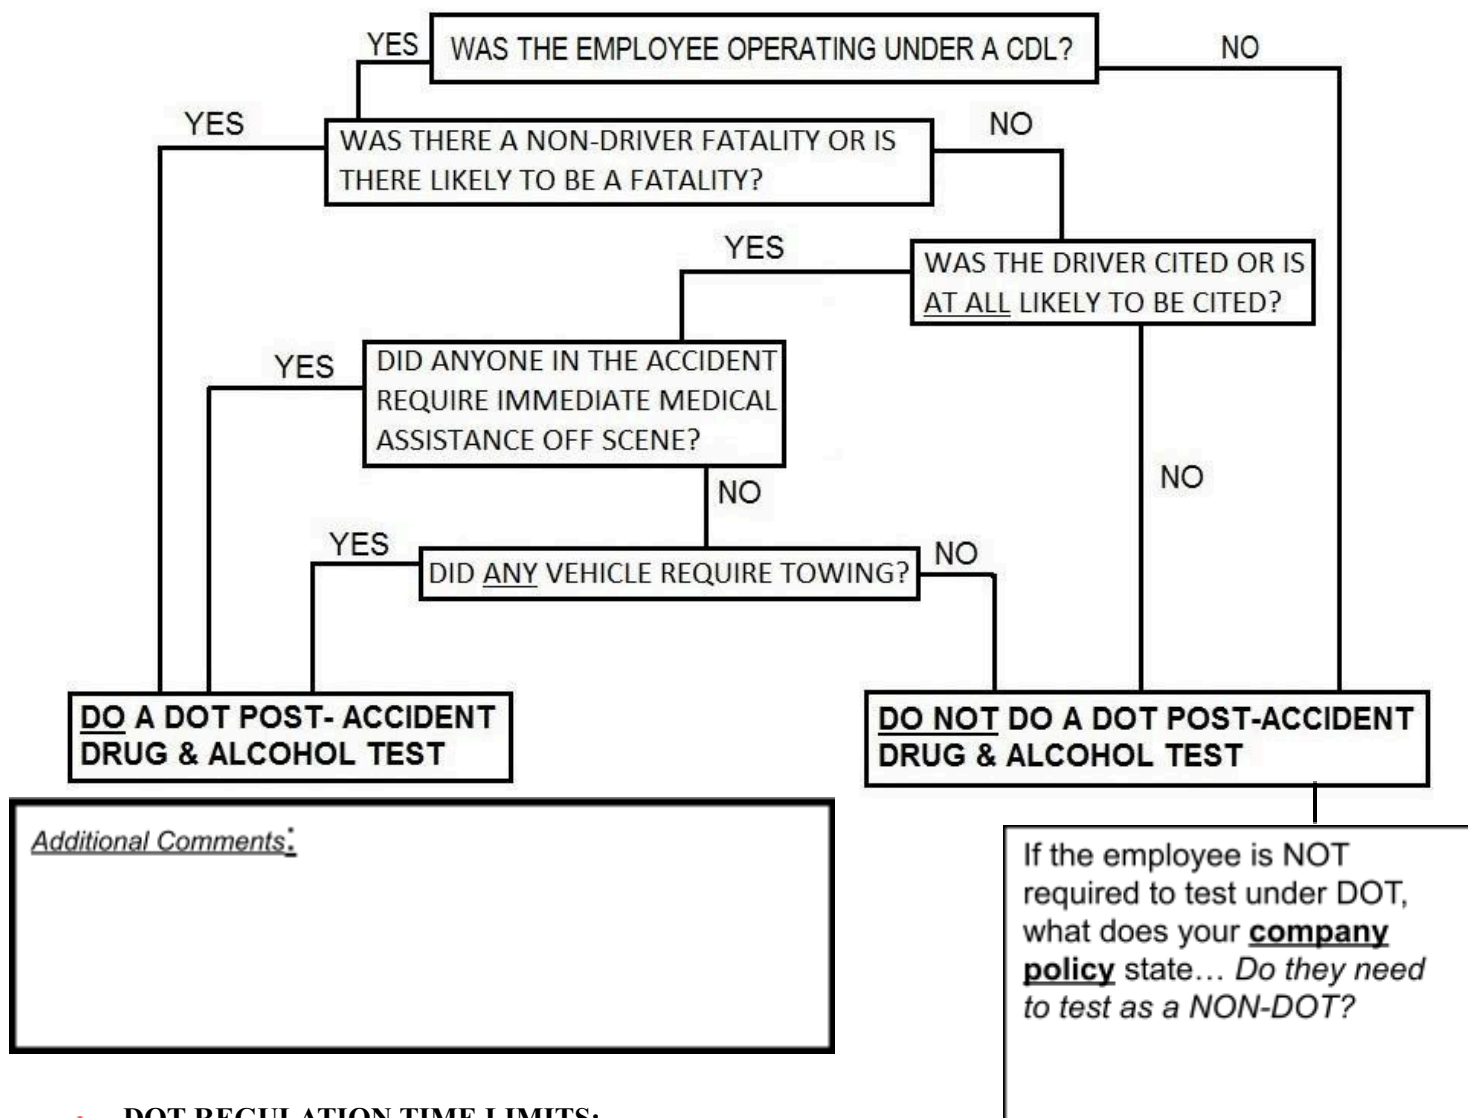 YES
WAS THE EMPLOYEE OPERATING UNDER A CDL?
NO
YES
WAS THERE A NON-DRIVER FATALITY OR IS
THERE LIKELY TO BE A FATALITY?
NO
YES
WAS THE DRIVER CITED OR IS
AT ALL LIKELY TO BE CITED?
YES
DID ANYONE IN THE ACCIDENT
REQUIRE IMMEDIATE MEDICAL
ASSISTANCE OFF SCENE?
NO
NO
YES
DID ANY VEHICLE REQUIRE TOWING?
NO
DO A DOT POST- ACCIDENT
DRUG & ALCOHOL TEST
DO NOT DO A DOT POST-ACCIDENT
DRUG & ALCOHOL TEST
Additional Comments:
If the employee is NOT
required to test under DOT,
what does your company
policy state… Do they need
to test as a NON-DOT?
DOT REGULATION TIME LIMITS: